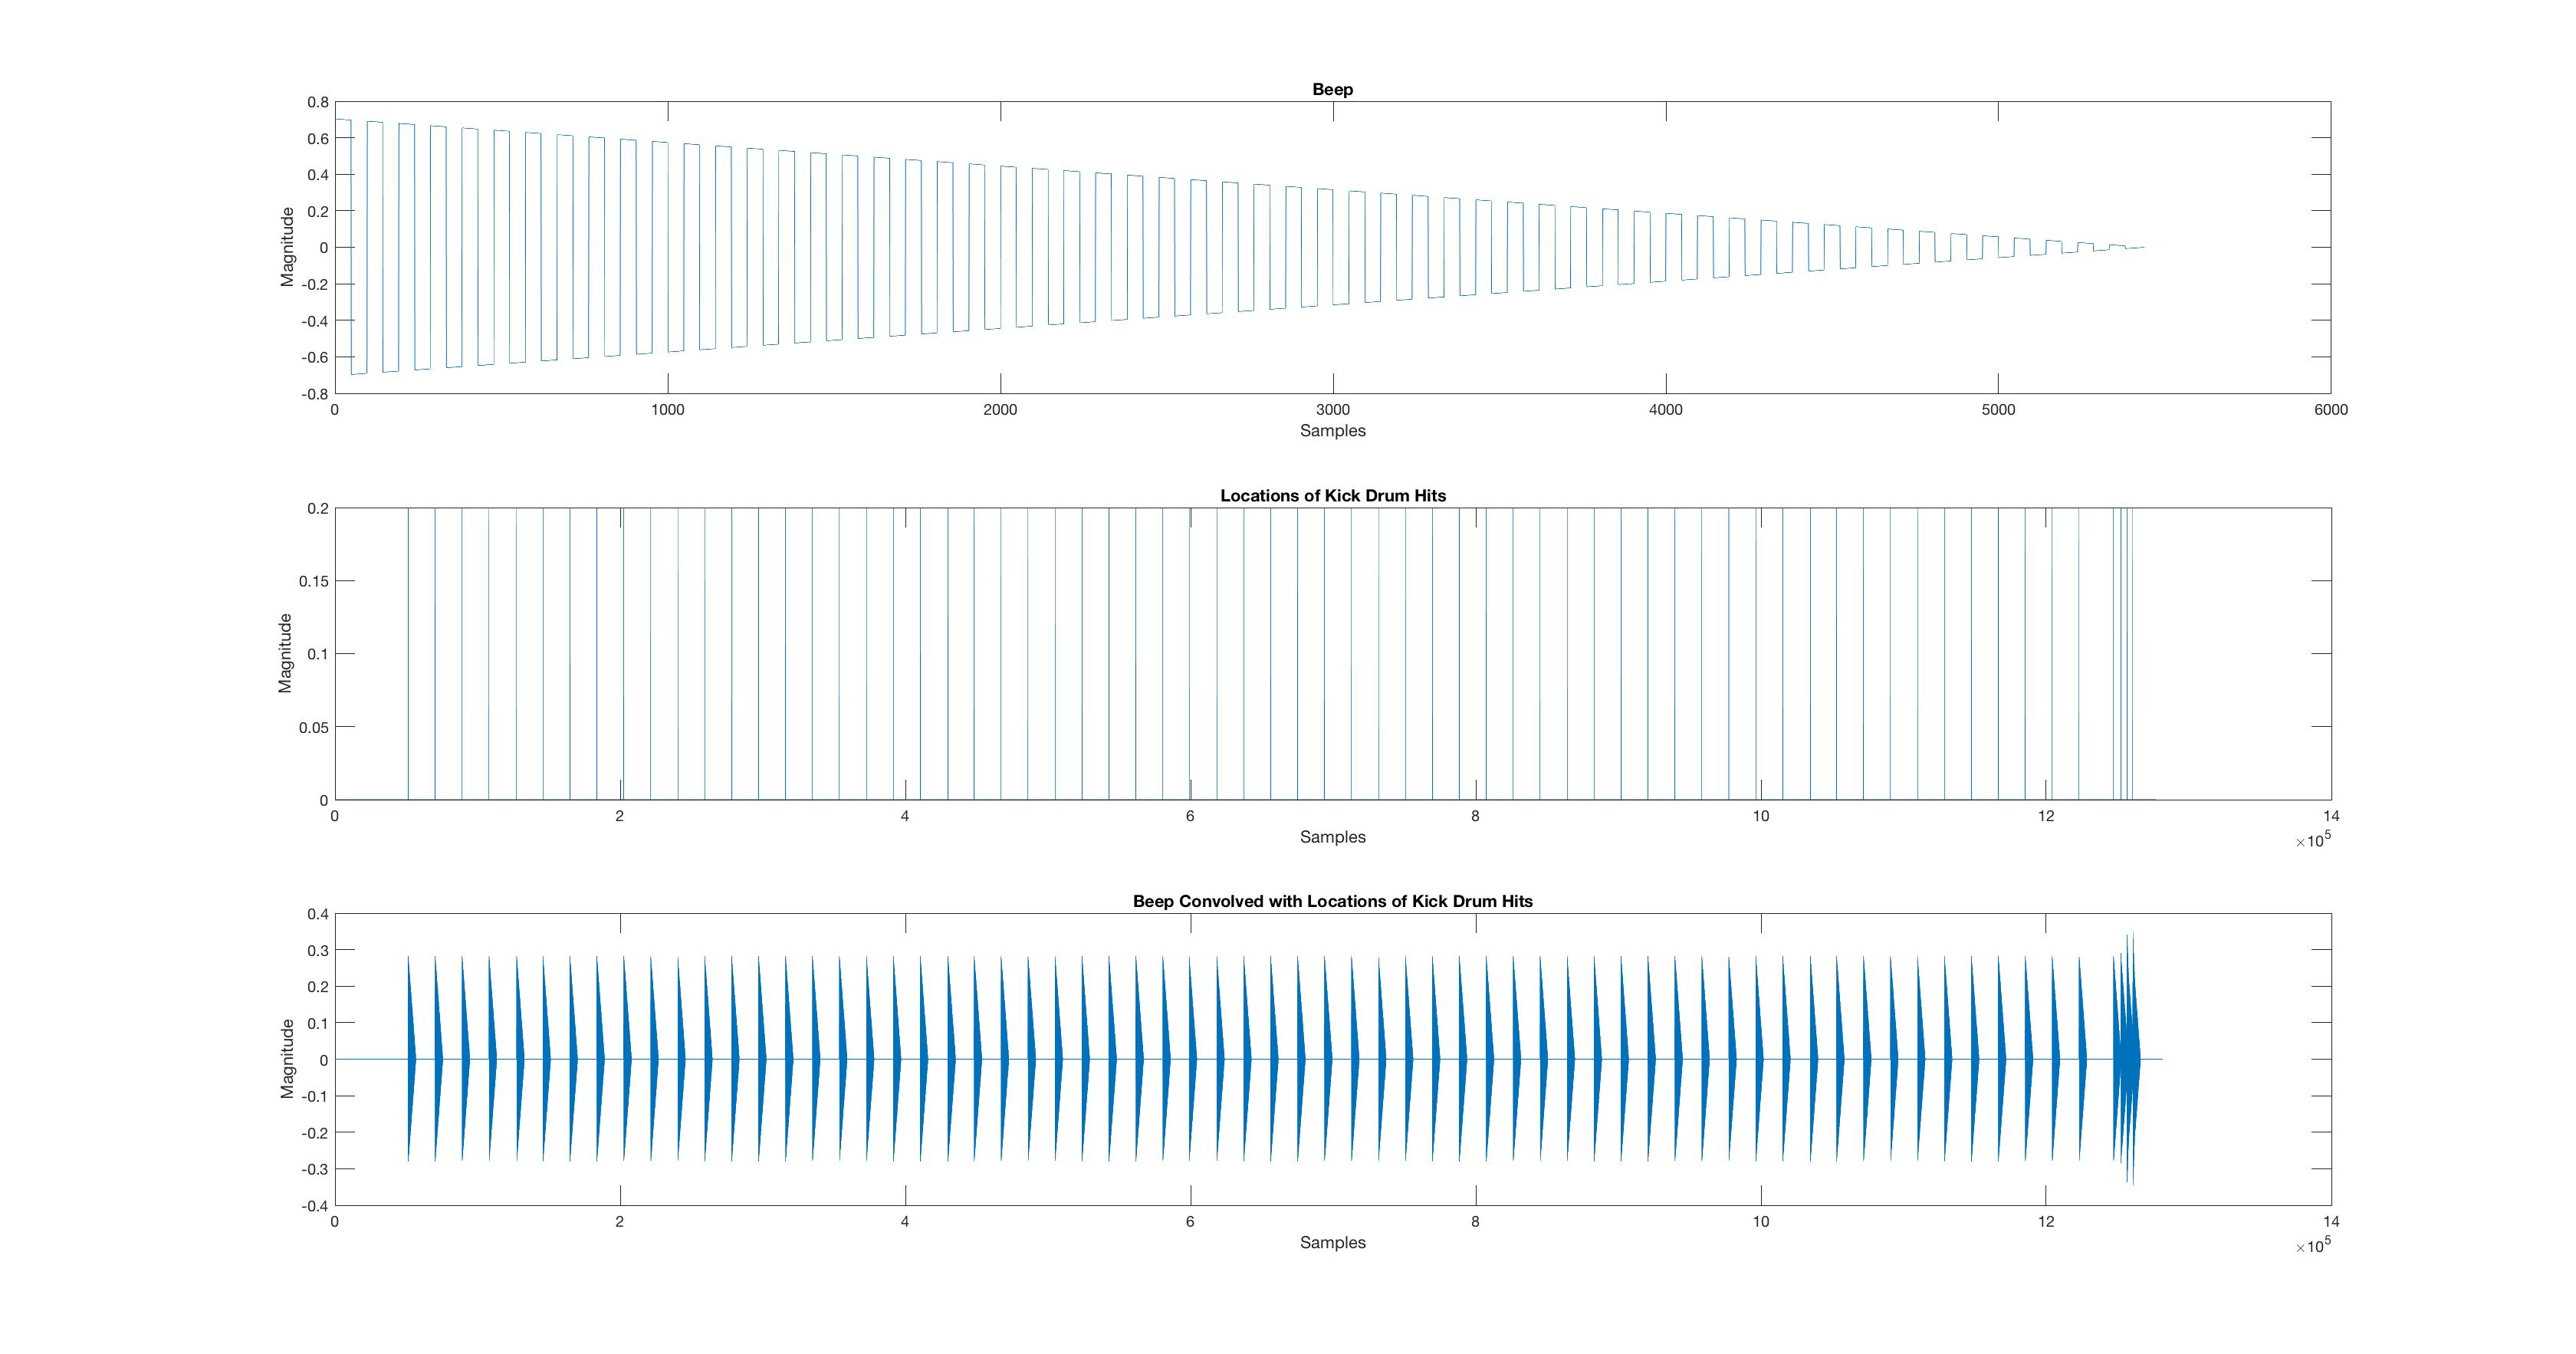 Beep
0.8
0.6
0.4
0.2
0
-0.2
-0.4
-0.6
-0.8
Magnitude
0 1000 2000 3000 4000 5000 6000
Samples
Locations of Kick Drum Hits
0.2
0.15
0.1
0.05
0
Magnitude
0 2 4 6 8 10 12 14
×10^5
Samples
Beep Convolved with Locations of Kick Drum Hits
0.4
0.3
0.2
0.1
0
-0.1
-0.2
-0.3
-0.4
Magnitude
0 2 4 6 8 10 12 14
×10^5
Samples